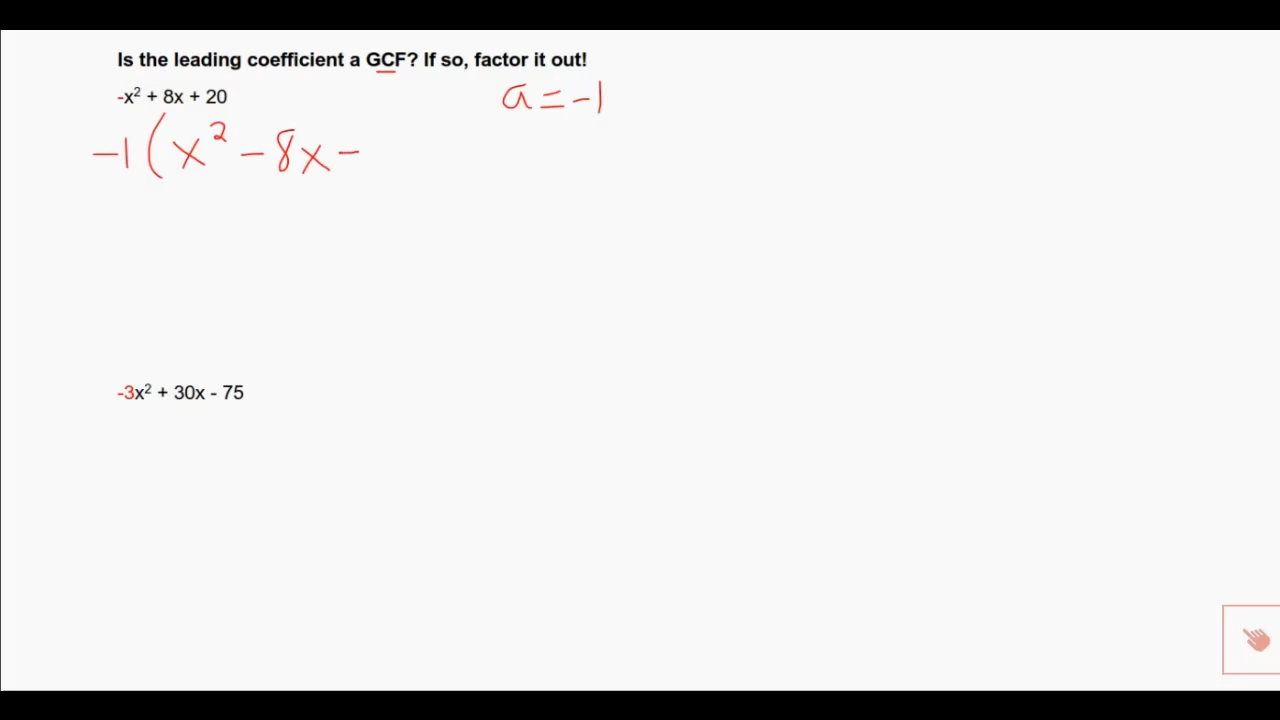 Is the leading coefficient a GCF? If so, factor it out!
-x² + 8x + 20
a = -1
-1(x² - 8x -
-3x² + 30x - 75